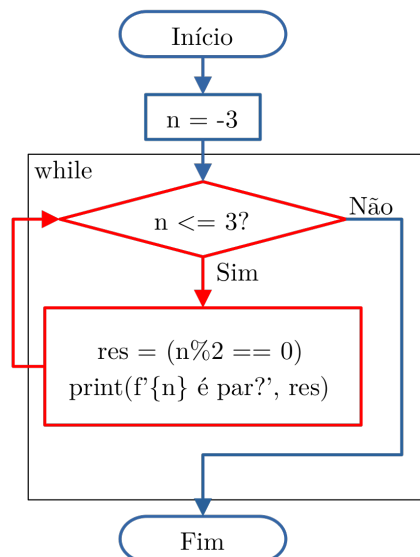 Início
n = -3
while
n <= 3?
Não
Sim
res = (n%2 == 0)
print(f'{n} é par?', res)
Fim